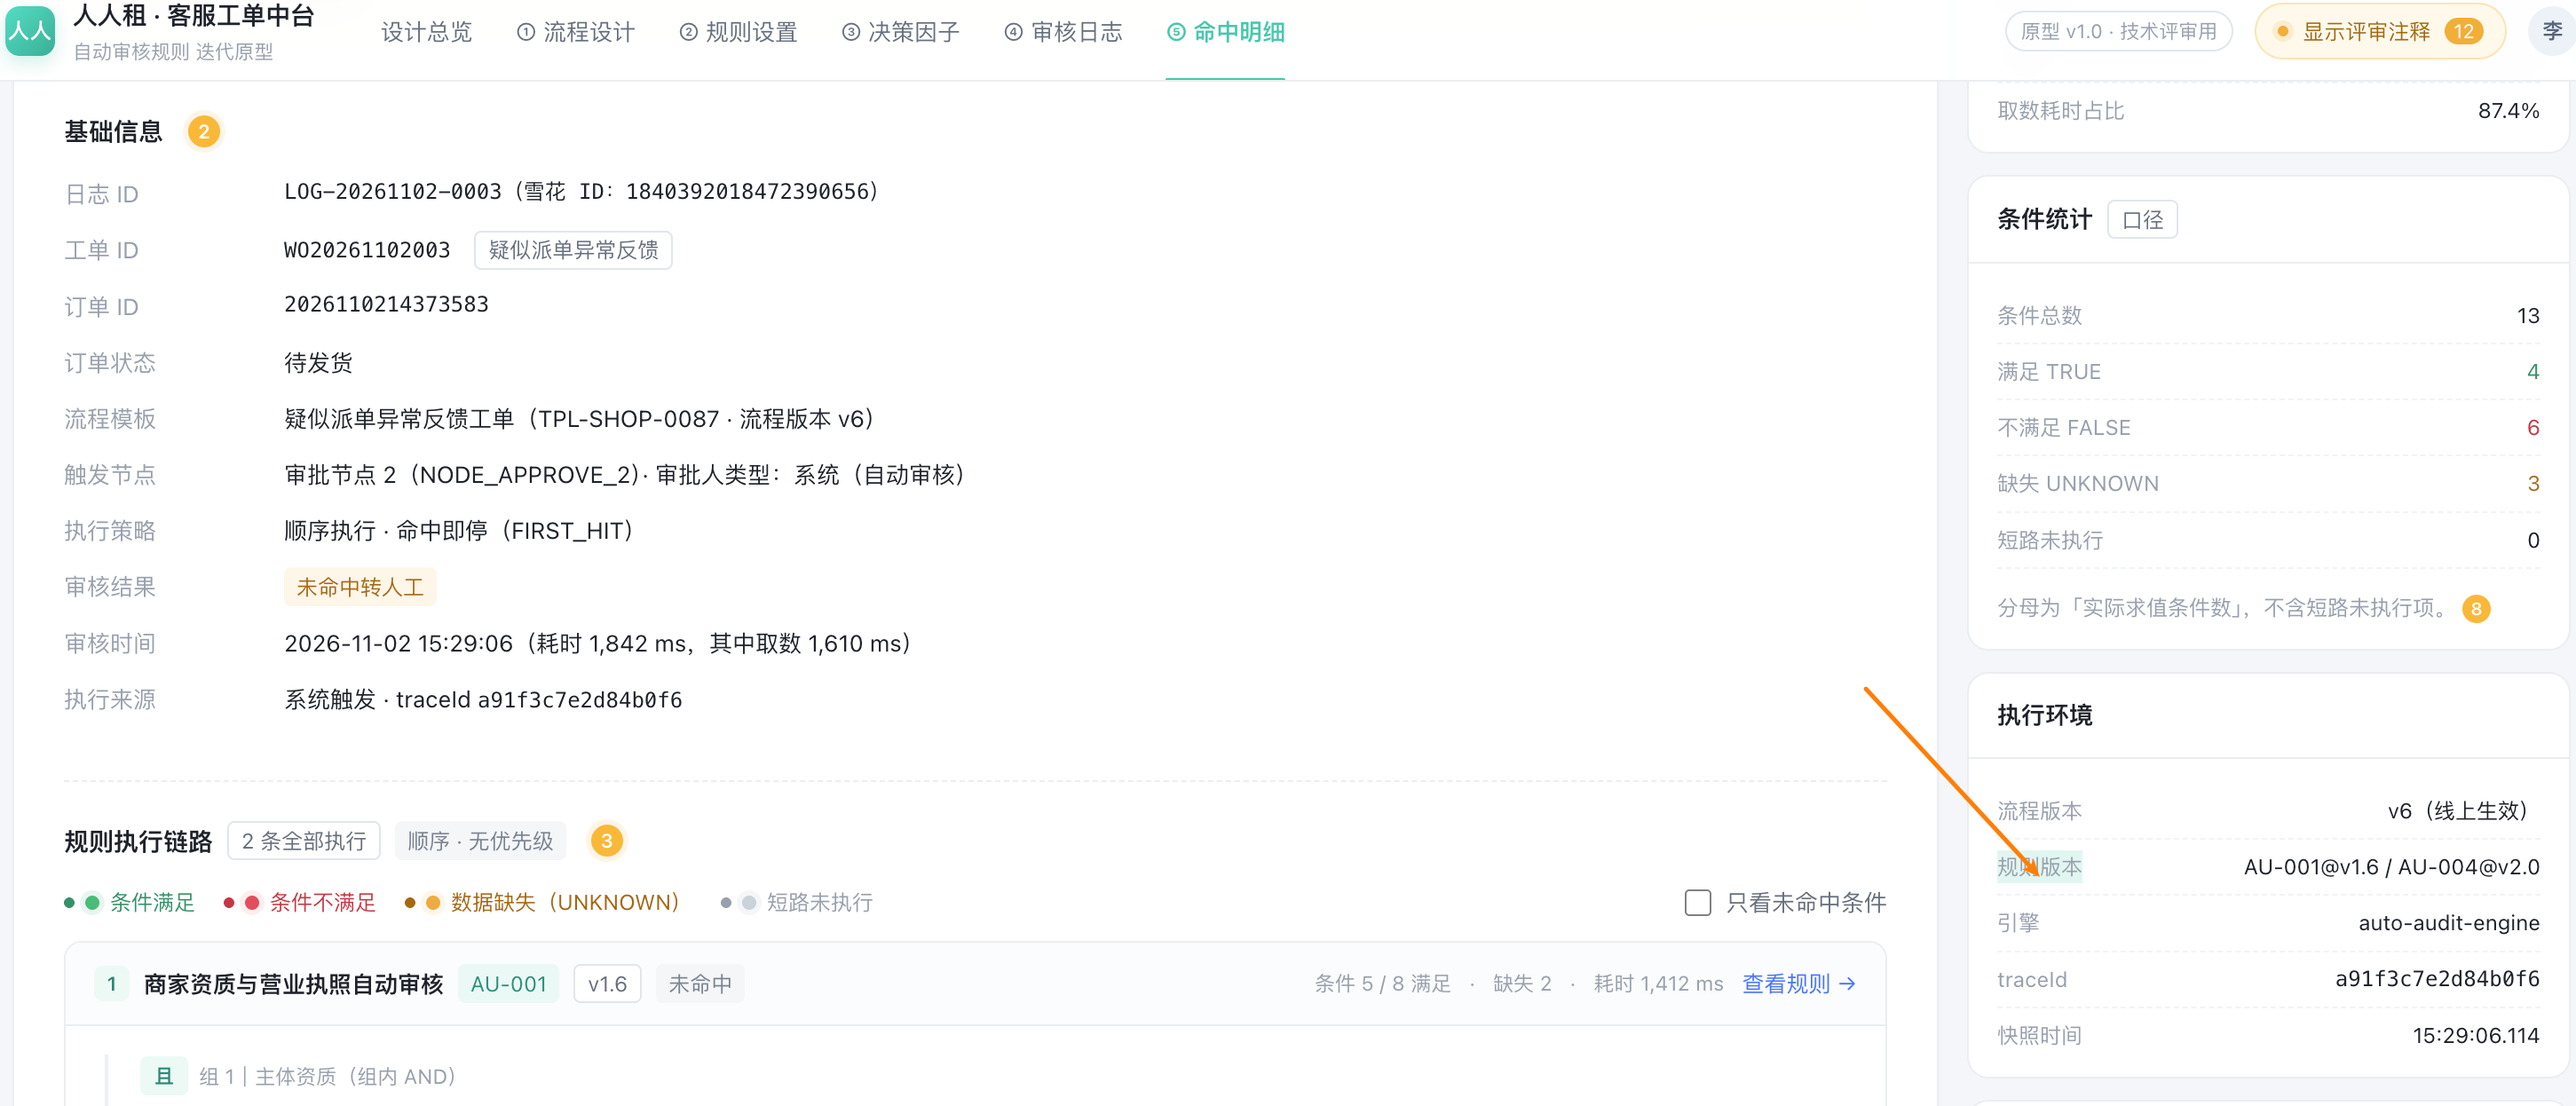 人人
人人租 · 客服工单中台
自动审核规则 迭代原型
设计总览
① 流程设计
② 规则设置
③ 决策因子
④ 审核日志
⑤ 命中明细
原型 v1.0 · 技术评审用
显示评审注释 12
李
基础信息 2
日志 ID LOG-20261102-0003（雪花 ID: 1840392018472390656）
工单 ID WO20261102003 疑似派单异常反馈
订单 ID 2026110214373583
订单状态 待发货
流程模板 疑似派单异常反馈工单（TPL-SHOP-0087 · 流程版本 v6）
触发节点 审批节点 2（NODE_APPROVE_2）· 审批人类型：系统（自动审核）
执行策略 顺序执行 · 命中即停（FIRST_HIT）
审核结果 未命中转人工
审核时间 2026-11-02 15:29:06（耗时 1,842 ms，其中取数 1,610 ms）
执行来源 系统触发 · traceId a91f3c7e2d84b0f6
规则执行链路 2 条全部执行 顺序 · 无优先级 3
条件满足 条件不满足 数据缺失（UNKNOWN） 短路未执行 只看未命中条件
1 商家资质与营业执照自动审核 AU-001 v1.6 未命中 条件 5 / 8 满足 · 缺失 2 · 耗时 1,412 ms 查看规则 →
且 组 1 | 主体资质（组内 AND）
取数耗时占比 87.4%
条件统计 口径
条件总数 13
满足 TRUE 4
不满足 FALSE 6
缺失 UNKNOWN 3
短路未执行 0
分母为「实际求值条件数」，不含短路未执行项。 8
执行环境
流程版本 v6（线上生效）
规则版本 AU-001@v1.6 / AU-004@v2.0
引擎 auto-audit-engine
traceId a91f3c7e2d84b0f6
快照时间 15:29:06.114